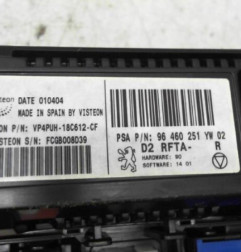 DATE 010404
MADE IN SPAIN BY VISTEON
P/N: VP4PUH-18C612-CF
S/N: FCGB008039
PSA P/N: 96 460 251 YW 02
D2 RFTA- R
HARDWARE: 90
SOFTWARE: 14 01